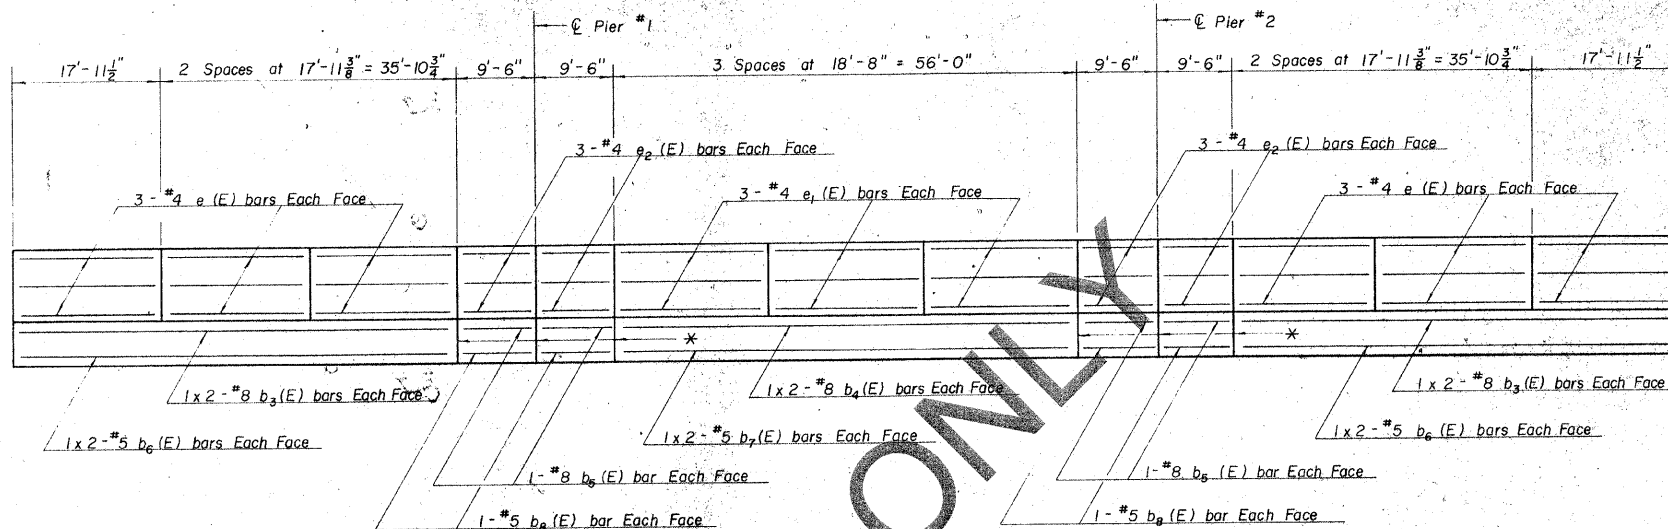 ℄ Pier #1
℄ Pier #2
17'-11½" 2 Spaces at 17'-11⅜" = 35'-10¾" 9'-6" 9'-6" 3 Spaces at 18'-8" = 56'-0" 9'-6" 9'-6" 2 Spaces at 17'-11⅜" = 35'-10¾" 17'-11½"
3 - #4 e₂ (E) bars Each Face
3 - #4 e₂ (E) bars Each Face
3 - #4 e (E) bars Each Face
3 - #4 e₁ (E) bars Each Face
3 - #4 e (E) bars Each Face
*
*
1 x 2 - #8 b₃ (E) bars Each Face
1 x 2 - #8 b₄ (E) bars Each Face
1 x 2 - #8 b₃ (E) bars Each Face
1 x 2 - #5 b₆ (E) bars Each Face
1 x 2 - #5 b₇ (E) bars Each Face
1 x 2 - #5 b₆ (E) bars Each Face
1 - #8 b₅ (E) bar Each Face
1 - #8 b₅ (E) bar Each Face
1 - #5 b₈ (E) bar Each Face
1 - #5 b₈ (E) bar Each Face
ONLY